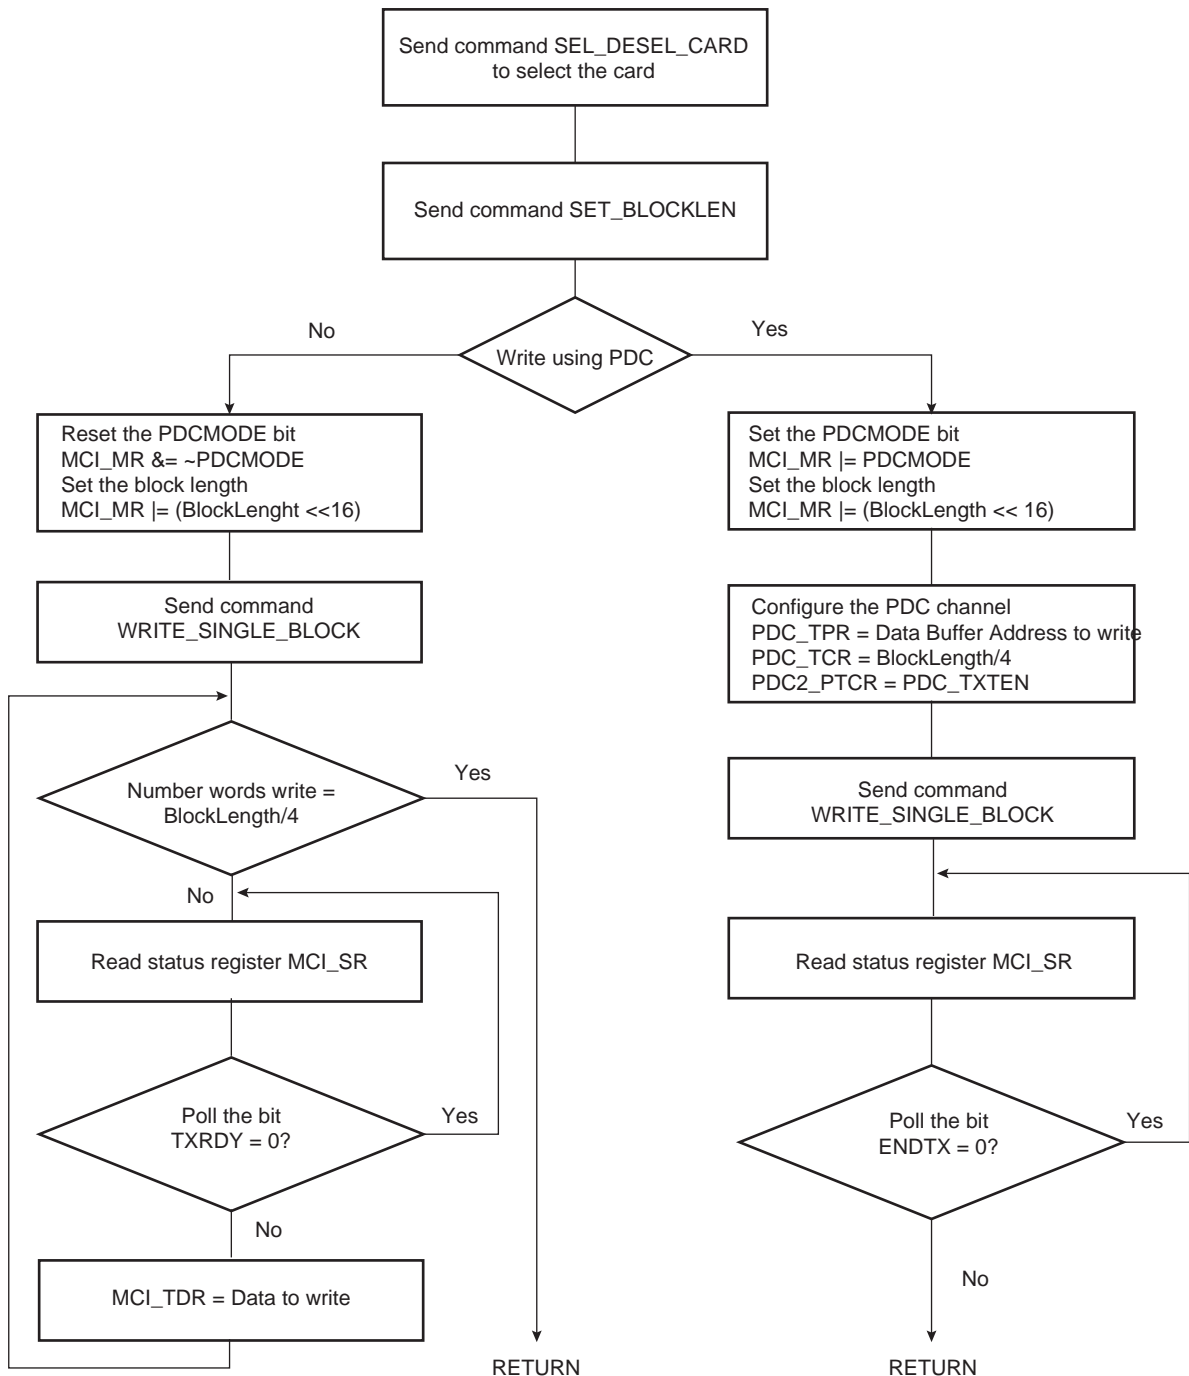 Send command SEL_DESEL_CARD
to select the card
Send command SET_BLOCKLEN
No
Yes
Write using PDC
Reset the PDCMODE bit
MCI_MR &= ~PDCMODE
Set the block length
MCI_MR |= (BlockLenght <<16)
Set the PDCMODE bit
MCI_MR |= PDCMODE
Set the block length
MCI_MR |= (BlockLength << 16)
Send command
WRITE_SINGLE_BLOCK
Configure the PDC channel
PDC_TPR = Data Buffer Address to write
PDC_TCR = BlockLength/4
PDC2_PTCR = PDC_TXTEN
Number words write =
BlockLength/4
Yes
Send command
WRITE_SINGLE_BLOCK
No
Read status register MCI_SR
Read status register MCI_SR
Poll the bit
TXRDY = 0?
Yes
Poll the bit
ENDTX = 0?
Yes
No
No
MCI_TDR = Data to write
RETURN
RETURN